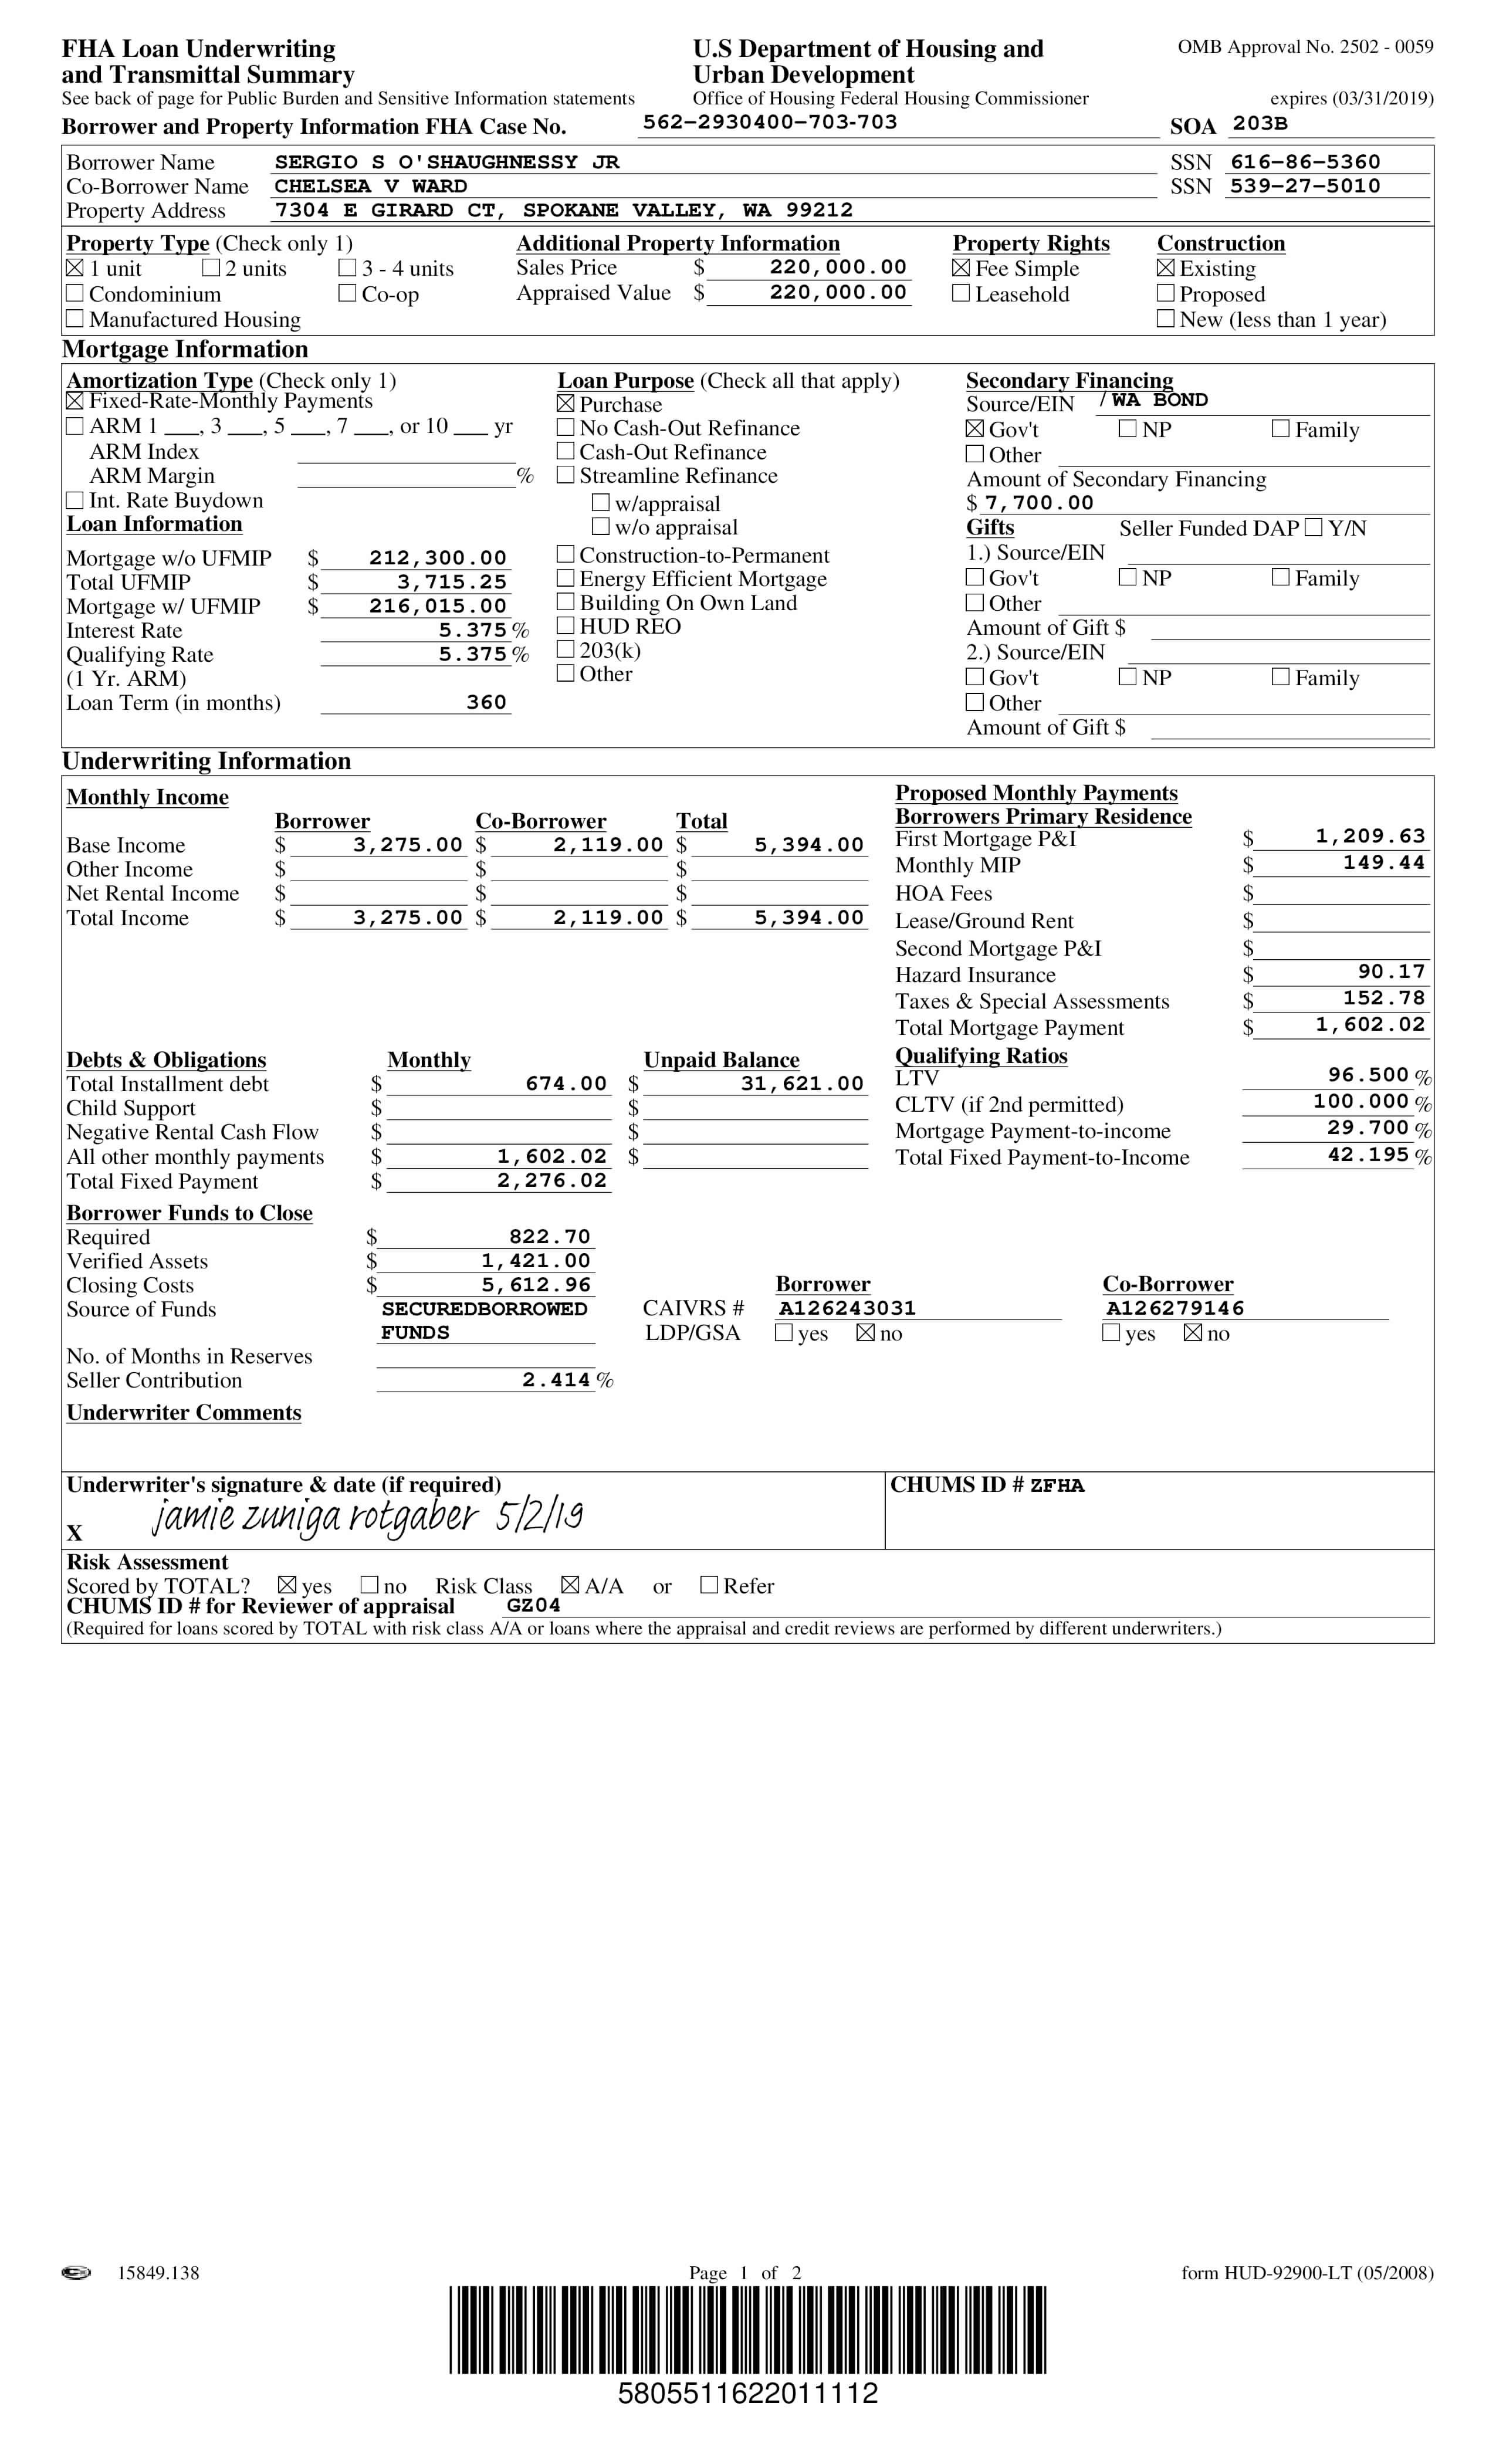 FHA Loan Underwriting
and Transmittal Summary
See back of page for Public Burden and Sensitive Information statements
U.S Department of Housing and
Urban Development
Office of Housing Federal Housing Commissioner
OMB Approval No. 2502 - 0059
expires (03/31/2019)
Borrower and Property Information FHA Case No. 562-2930400-703-703 SOA 203B
Borrower Name SERGIO S O'SHAUGHNESSY JR SSN 616-86-5360
Co-Borrower Name CHELSEA V WARD SSN 539-27-5010
Property Address 7304 E GIRARD CT, SPOKANE VALLEY, WA 99212
Property Type (Check only 1)
☒ 1 unit ☐ 2 units ☐ 3 - 4 units
☐ Condominium ☐ Co-op
☐ Manufactured Housing
Additional Property Information
Sales Price $ 220,000.00
Appraised Value $ 220,000.00
Property Rights
☒ Fee Simple
☐ Leasehold
Construction
☒ Existing
☐ Proposed
☐ New (less than 1 year)
Mortgage Information
Amortization Type (Check only 1)
☒ Fixed-Rate-Monthly Payments
☐ ARM 1 ___, 3 ___, 5 ___, 7 ___, or 10 ___ yr
ARM Index
ARM Margin %
☐ Int. Rate Buydown
Loan Information
Mortgage w/o UFMIP $ 212,300.00
Total UFMIP $ 3,715.25
Mortgage w/ UFMIP $ 216,015.00
Interest Rate 5.375 %
Qualifying Rate 5.375 %
(1 Yr. ARM)
Loan Term (in months) 360
Loan Purpose (Check all that apply)
☒ Purchase
☐ No Cash-Out Refinance
☐ Cash-Out Refinance
☐ Streamline Refinance
☐ w/appraisal
☐ w/o appraisal
☐ Construction-to-Permanent
☐ Energy Efficient Mortgage
☐ Building On Own Land
☐ HUD REO
☐ 203(k)
☐ Other
Secondary Financing
Source/EIN / WA BOND
☒ Gov't ☐ NP ☐ Family
☐ Other
Amount of Secondary Financing
$ 7,700.00
Gifts Seller Funded DAP ☐ Y/N
1.) Source/EIN
☐ Gov't ☐ NP ☐ Family
☐ Other
Amount of Gift $
2.) Source/EIN
☐ Gov't ☐ NP ☐ Family
☐ Other
Amount of Gift $
Underwriting Information
Monthly Income
Borrower Co-Borrower Total
Base Income $ 3,275.00 $ 2,119.00 $ 5,394.00
Other Income $ $ $
Net Rental Income $ $ $
Total Income $ 3,275.00 $ 2,119.00 $ 5,394.00
Proposed Monthly Payments
Borrowers Primary Residence
First Mortgage P&I $ 1,209.63
Monthly MIP $ 149.44
HOA Fees $
Lease/Ground Rent $
Second Mortgage P&I $
Hazard Insurance $ 90.17
Taxes & Special Assessments $ 152.78
Total Mortgage Payment $ 1,602.02
Debts & Obligations Monthly Unpaid Balance
Total Installment debt $ 674.00 $ 31,621.00
Child Support $ $
Negative Rental Cash Flow $ $
All other monthly payments $ 1,602.02 $
Total Fixed Payment $ 2,276.02
Qualifying Ratios
LTV 96.500 %
CLTV (if 2nd permitted) 100.000 %
Mortgage Payment-to-income 29.700 %
Total Fixed Payment-to-Income 42.195 %
Borrower Funds to Close
Required $ 822.70
Verified Assets $ 1,421.00
Closing Costs $ 5,612.96
Source of Funds SECUREDBORROWED
FUNDS
No. of Months in Reserves
Seller Contribution 2.414 %
Borrower Co-Borrower
CAIVRS # A126243031 A126279146
LDP/GSA ☐ yes ☒ no ☐ yes ☒ no
Underwriter Comments
Underwriter's signature & date (if required)
X jamie zuniga rotgaber 5/2/19
CHUMS ID # ZFHA
Risk Assessment
Scored by TOTAL? ☒ yes ☐ no Risk Class ☒ A/A or ☐ Refer
CHUMS ID # for Reviewer of appraisal GZ04
(Required for loans scored by TOTAL with risk class A/A or loans where the appraisal and credit reviews are performed by different underwriters.)
15849.138
Page 1 of 2
form HUD-92900-LT (05/2008)
5805511622011112